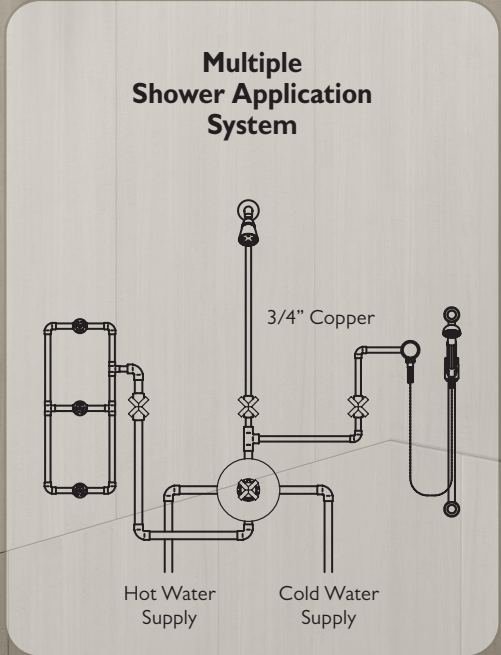 Multiple
Shower Application
System
3/4” Copper
Hot Water
Supply
Cold Water
Supply